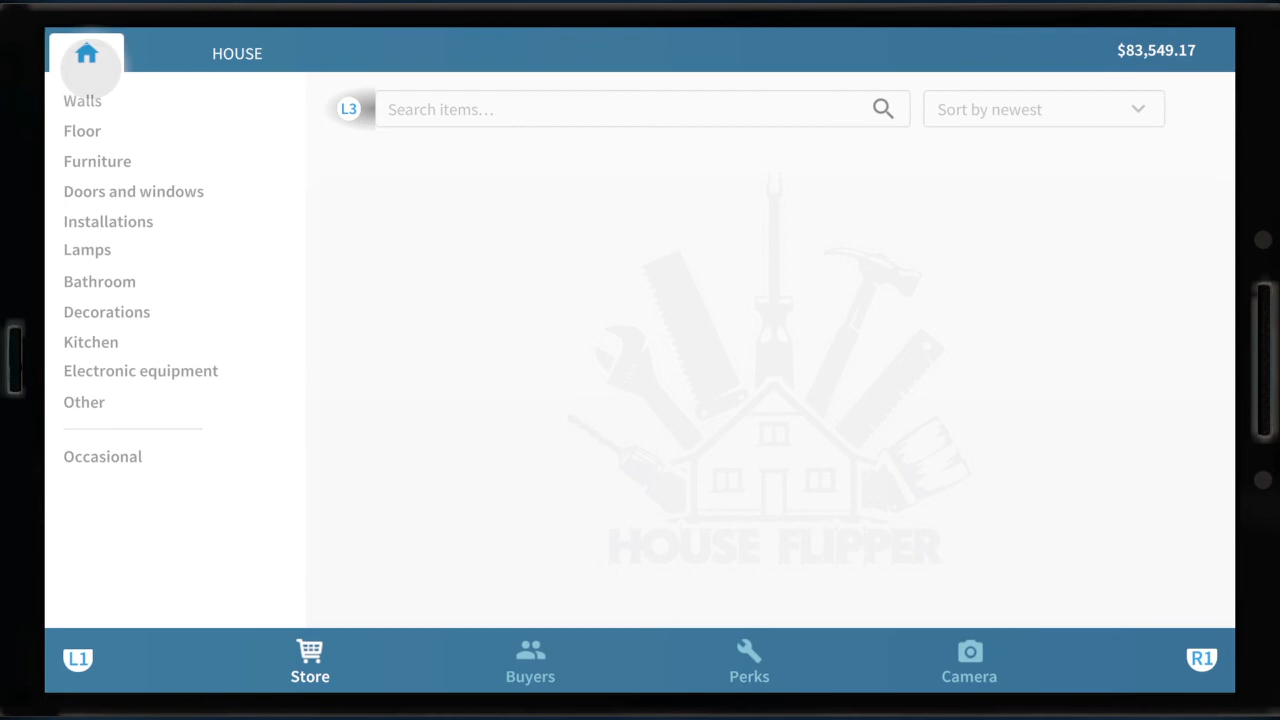 HOUSE
$83,549.17
Walls
Floor
Furniture
Doors and windows
Installations
Lamps
Bathroom
Decorations
Kitchen
Electronic equipment
Other
Occasional
L3
Search items...
Sort by newest
HOUSE FLIPPER
L1
Store
Buyers
Perks
Camera
R1